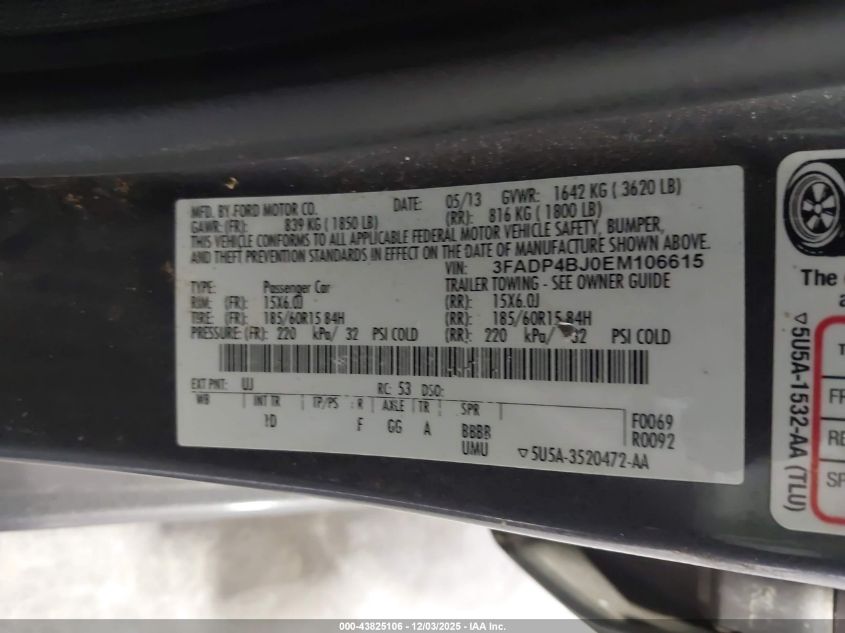 MFD. BY FORD MOTOR CO. DATE: 05/13 GVWR: 1642 KG ( 3620 LB)
GAWR: (FR): 839 KG ( 1850 LB) (RR): 816 KG ( 1800 LB)
THIS VEHICLE CONFORMS TO ALL APPLICABLE FEDERAL MOTOR VEHICLE SAFETY, BUMPER,
AND THEFT PREVENTION STANDARDS IN EFFECT ON THE DATE OF MANUFACTURE SHOWN ABOVE.
VIN: 3FADP4BJ0EM106615
TYPE: Passenger Car TRAILER TOWING - SEE OWNER GUIDE
RIM: (FR): 15X6.0J (RR): 15X6.0J
TIRE: (FR): 185/60R15 84H (RR): 185/60R15 84H
PRESSURE: (FR): 220 kPa/ 32 PSI COLD (RR): 220 kPa/ 32 PSI COLD
EXT PNT: UJ RC: 53 DSO:
WB INT TR TP/PS R AXLE TR SPR F0069
F GG A BBBB R0092
UMU ▽5U5A-3520472-AA
The
▽5U5A-1532-AA (TLU)
T
FR
RE
SP
000-43825106 - 12/03/2025 - IAA Inc.